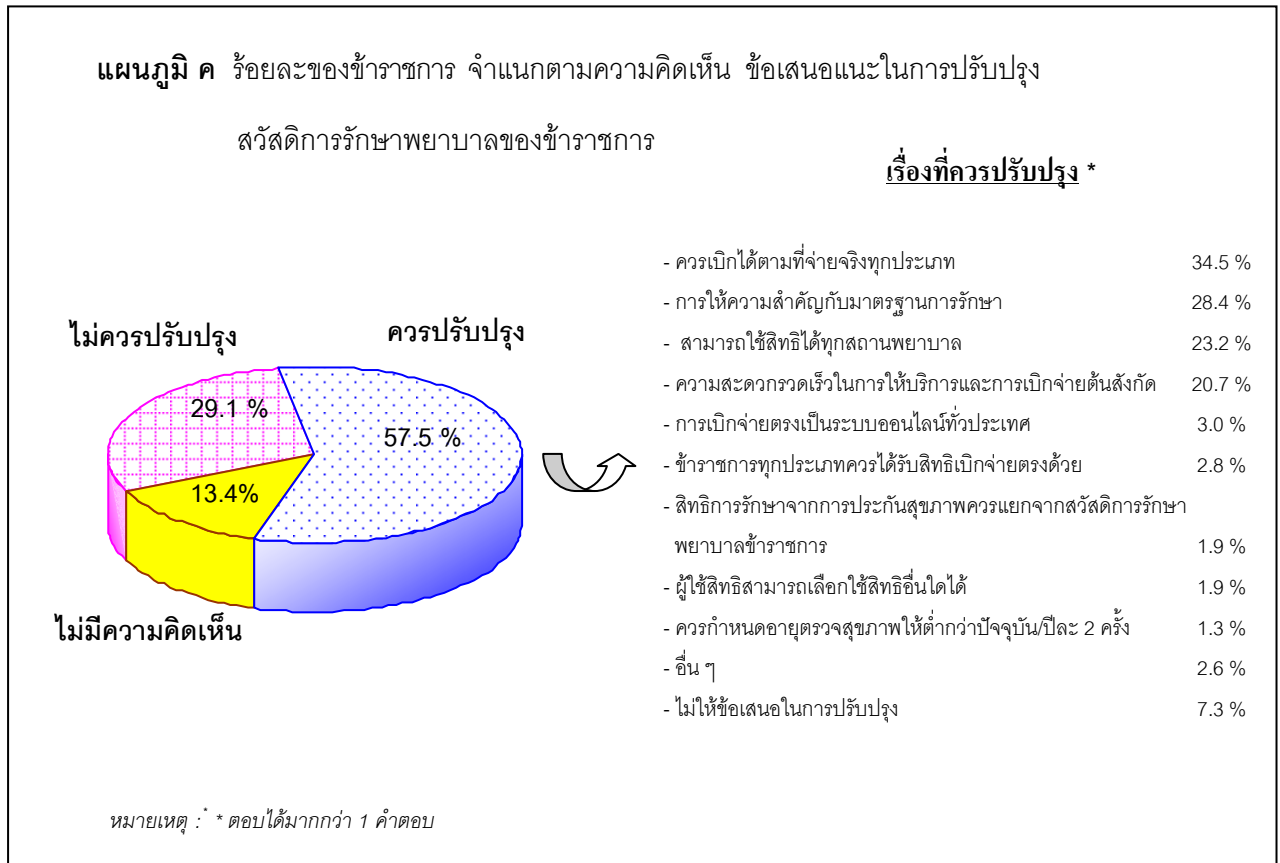 แผนภูมิ ค ร้อยละของข้าราชการ จำแนกตามความคิดเห็น ข้อเสนอแนะในการปรับปรุง
สวัสดิการรักษาพยาบาลของข้าราชการ
เรื่องที่ควรปรับปรุง *
ไม่ควรปรับปรุง
ควรปรับปรุง
29.1 %
57.5 %
13.4%
ไม่มีความคิดเห็น
- ควรเบิกได้ตามที่จ่ายจริงทุกประเภท 34.5 %
- การให้ความสำคัญกับมาตรฐานการรักษา 28.4 %
- สามารถใช้สิทธิได้ทุกสถานพยาบาล 23.2 %
- ความสะดวกรวดเร็วในการให้บริการและการเบิกจ่ายต้นสังกัด 20.7 %
- การเบิกจ่ายตรงเป็นระบบออนไลน์ทั่วประเทศ 3.0 %
- ข้าราชการทุกประเภทควรได้รับสิทธิเบิกจ่ายตรงด้วย 2.8 %
- สิทธิการรักษาจากการประกันสุขภาพควรแยกจากสวัสดิการรักษา
พยาบาลข้าราชการ 1.9 %
- ผู้ใช้สิทธิสามารถเลือกใช้สิทธิอื่นใดได้ 1.9 %
- ควรกำหนดอายุตรวจสุขภาพให้ต่ำกว่าปัจจุบัน/ปีละ 2 ครั้ง 1.3 %
- อื่น ๆ 2.6 %
- ไม่ให้ข้อเสนอในการปรับปรุง 7.3 %
หมายเหตุ :* * ตอบได้มากกว่า 1 คำตอบ